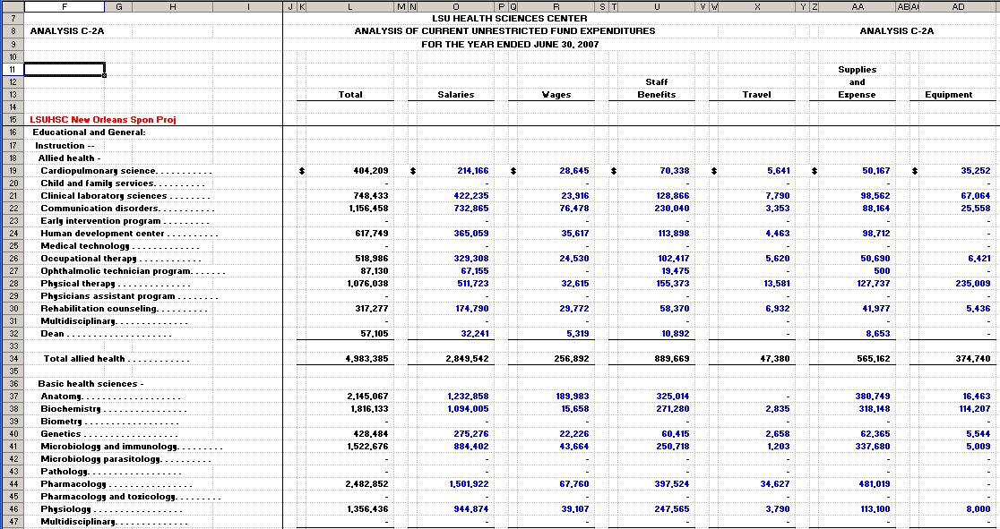 F G H I J K L M N O P Q R S T U V W X Y Z AA AB AD
7 LSU HEALTH SCIENCES CENTER
8 ANALYSIS C-2A ANALYSIS OF CURRENT UNRESTRICTED FUND EXPENDITURES ANALYSIS C-2A
9 FOR THE YEAR ENDED JUNE 30, 2007
10
11 Supplies
12 Staff and
13 Total Salaries Wages Benefits Travel Expense Equipment
14
15 LSUHSC New Orleans Spon Proj
16 Educational and General:
17 Instruction --
18 Allied health -
19 Cardiopulmonary science. . . . . . . . . . . $ 404,209 $ 214,166 $ 28,645 $ 70,338 $ 5,641 $ 50,167 $ 35,252
20 Child and family services. . . . . . . . . . - - - - - - -
21 Clinical laboratory sciences . . . . . . . . 748,433 422,235 23,916 128,866 7,790 98,562 67,064
22 Communication disorders. . . . . . . . . . . 1,156,458 732,865 76,478 230,040 3,353 88,164 25,558
23 Early intervention program . . . . . . . . . - - - - - - -
24 Human development center . . . . . . . . . . 617,749 365,059 35,617 113,898 4,463 98,712 -
25 Medical technology . . . . . . . . . . . . . - - - - - - -
26 Occupational therapy . . . . . . . . . . . . 518,986 329,308 24,530 102,417 5,620 50,690 6,421
27 Ophthalmolic technician program. . . . . . . 87,130 67,155 - 19,475 - 500 -
28 Physical therapy . . . . . . . . . . . . . . 1,076,038 511,723 32,615 155,373 13,581 127,737 235,009
29 Physicians assistant program . . . . . . . . - - - - - - -
30 Rehabilitation counseling. . . . . . . . . . 317,277 174,790 29,772 58,370 6,932 41,977 5,436
31 Multidisciplinary. . . . . . . . . . . . . . - - - - - - -
32 Dean . . . . . . . . . . . . . . . . . . . . 57,105 32,241 5,319 10,892 - 8,653 -
33
34 Total allied health . . . . . . . . . . . . 4,983,385 2,849,542 256,892 889,669 47,380 565,162 374,740
35
36 Basic health sciences -
37 Anatomy. . . . . . . . . . . . . . . . . . . 2,145,067 1,232,858 189,983 325,014 - 380,749 16,463
38 Biochemistry . . . . . . . . . . . . . . . . 1,816,133 1,094,005 15,658 271,280 2,835 318,148 114,207
39 Biometry . . . . . . . . . . . . . . . . . . - - - - - - -
40 Genetics . . . . . . . . . . . . . . . . . . 428,484 275,276 22,226 60,415 2,658 62,365 5,544
41 Microbiology and immunology. . . . . . . . . 1,522,676 884,402 43,664 250,718 1,203 337,680 5,009
42 Microbiology parasitology. . . . . . . . . . - - - - - - -
43 Pathology. . . . . . . . . . . . . . . . . . - - - - - - -
44 Pharmacology . . . . . . . . . . . . . . . . 2,482,852 1,501,922 67,760 397,524 34,627 481,019 -
45 Pharmacology and toxicology. . . . . . . . . - - - - - - -
46 Physiology . . . . . . . . . . . . . . . . . 1,356,436 944,874 39,107 247,565 3,790 113,100 8,000
47 Multidisciplinary. . . . . . . . . . . . . . - - - - - - -